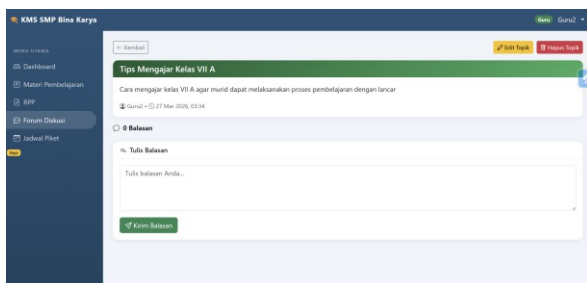 KMS SMP Bina Karya
Guru Guru2
MENU UTAMA
Dashboard
Materi Pembelajaran
RPP
Forum Diskusi
Jadwal Piket
← Kembali
Edit Topik
Hapus Topik
Tips Mengajar Kelas VII A
Cara mengajar kelas VII A agar murid dapat melaksanakan proses pembelajaran dengan lancar
Guru2 • 27 Mar 2026, 03:34
0 Balasan
Tulis Balasan
Tulis balasan Anda...
Kirim Balasan